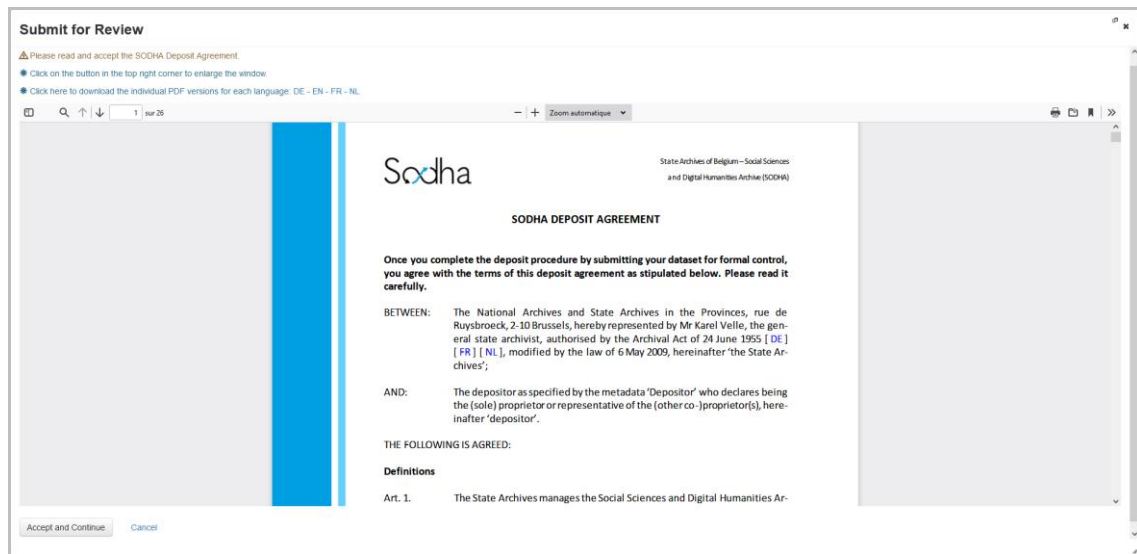 Submit for Review
Please read and accept the SODHA Deposit Agreement.
Click on the button in the top right corner to enlarge the window.
Click here to download the individual PDF versions for each language: DE - EN - FR - NL
1 sur 26
Zoom automatique
Sodha
State Archives of Belgium – Social Sciences
and Digital Humanities Archive (SODHA)
SODHA DEPOSIT AGREEMENT
Once you complete the deposit procedure by submitting your dataset for formal control,
you agree with the terms of this deposit agreement as stipulated below. Please read it
carefully.
BETWEEN: The National Archives and State Archives in the Provinces, rue de
Ruysbroeck, 2-10 Brussels, hereby represented by Mr Karel Velle, the gen-
eral state archivist, authorised by the Archival Act of 24 June 1955 [ DE ]
[ FR ] [ NL ], modified by the law of 6 May 2009, hereinafter ‘the State Ar-
chives’;
AND: The depositor as specified by the metadata ‘Depositor’ who declares being
the (sole) proprietor or representative of the (other co-)proprietor(s), here-
inafter ‘depositor’.
THE FOLLOWING IS AGREED:
Definitions
Art. 1. The State Archives manages the Social Sciences and Digital Humanities Ar-
Accept and Continue Cancel